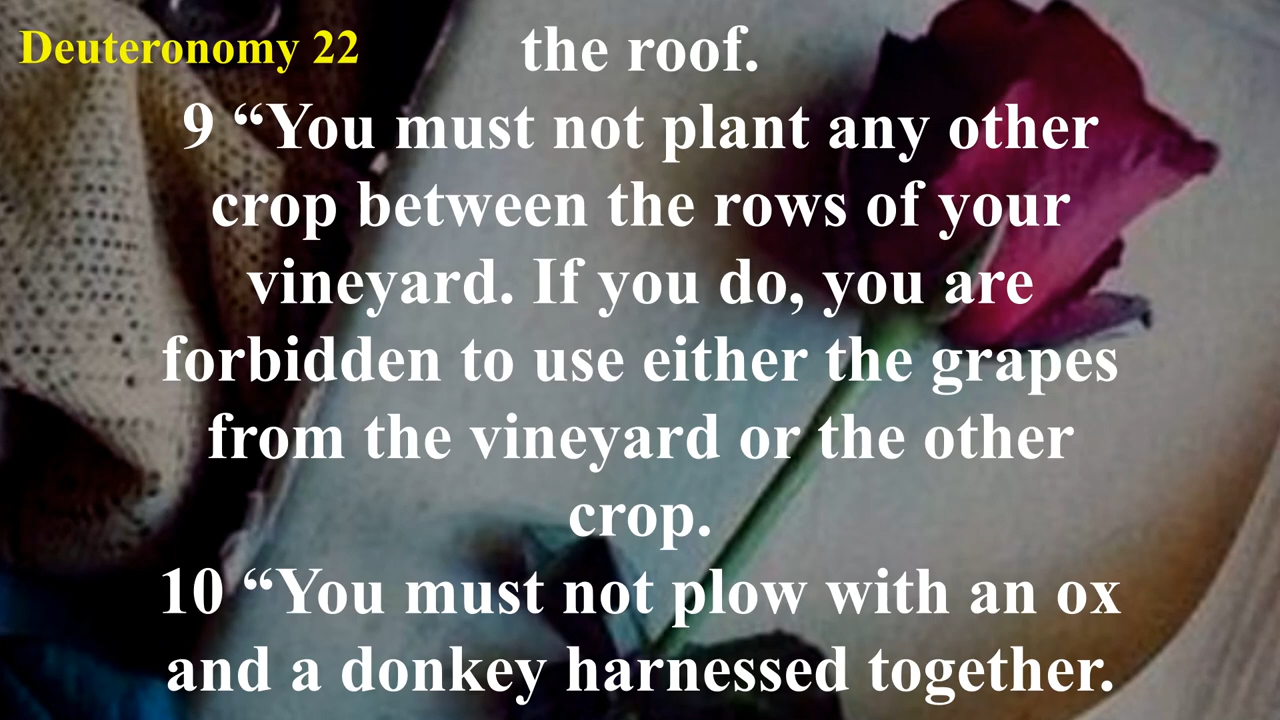 Deuteronomy 22
the roof.
9 “You must not plant any other
crop between the rows of your
vineyard. If you do, you are
forbidden to use either the grapes
from the vineyard or the other
crop.
10 “You must not plow with an ox
and a donkey harnessed together.